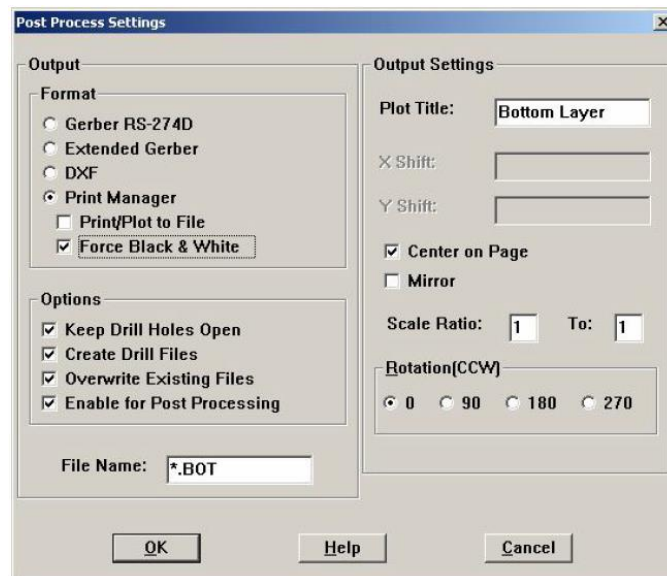 Post Process Settings
Output
Format
Gerber RS-274D
Extended Gerber
DXF
Print Manager
Print/Plot to File
Force Black & White
Options
Keep Drill Holes Open
Create Drill Files
Overwrite Existing Files
Enable for Post Processing
File Name: *.BOT
Output Settings
Plot Title: Bottom Layer
X Shift:
Y Shift:
Center on Page
Mirror
Scale Ratio: 1 To: 1
Rotation(CCW)
0 90 180 270
OK Help Cancel